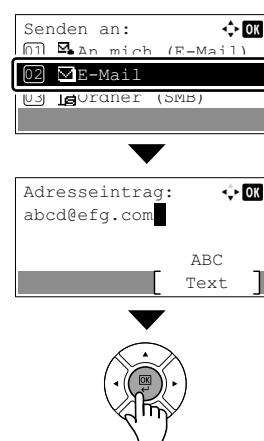 Senden an: OK
01 An mich (E-Mail)
02 E-Mail
03 Ordner (SMB)
Adresseintrag: OK
abcd@efg.com
ABC
[ Text ]
OK